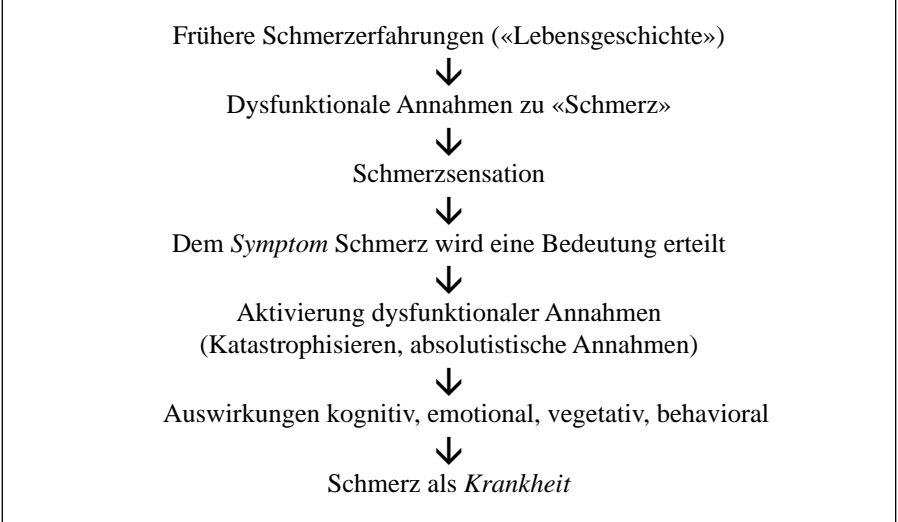 Frühere Schmerzerfahrungen («Lebensgeschichte»)
Dysfunktionale Annahmen zu «Schmerz»
Schmerzsensation
Dem Symptom Schmerz wird eine Bedeutung erteilt
Aktivierung dysfunktionaler Annahmen
(Katastrophisieren, absolutistische Annahmen)
Auswirkungen kognitiv, emotional, vegetativ, behavioral
Schmerz als Krankheit